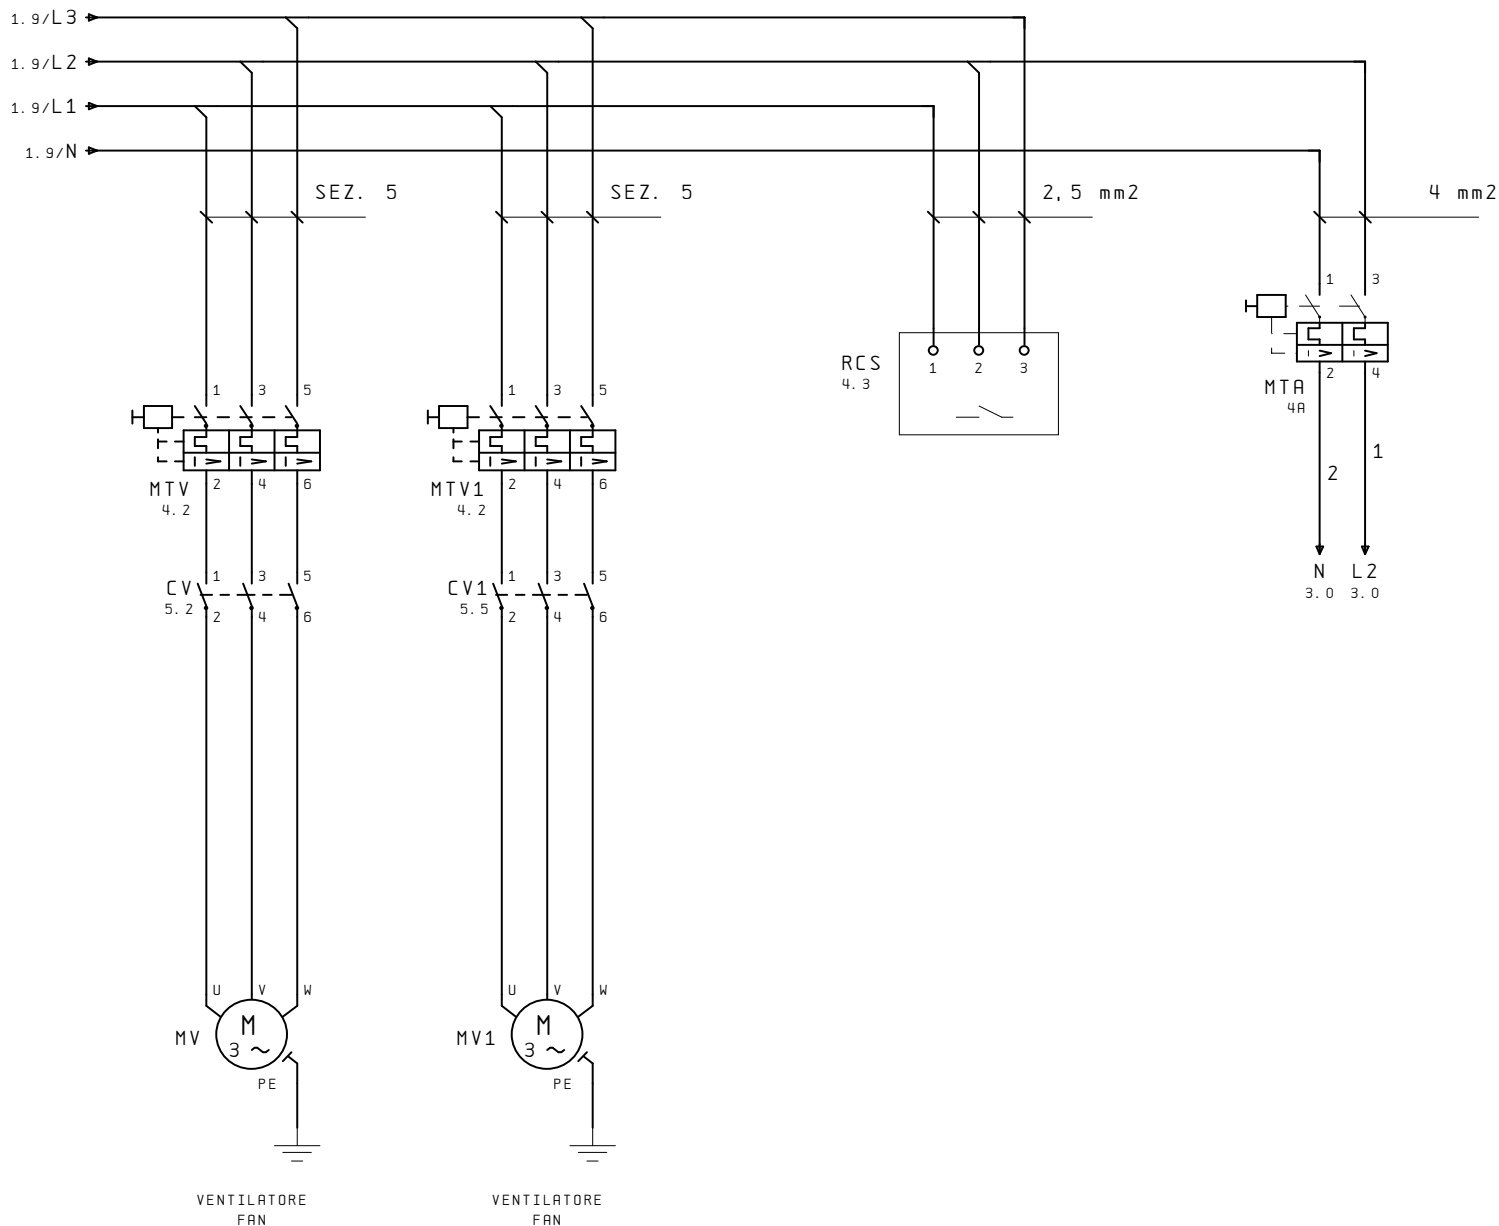 1.9/L3
1.9/L2
1.9/L1
1.9/N
SEZ. 5
SEZ. 5
2,5 mm2
4 mm2
1 3
RCS
4.3
1 2 3
2 4
MTA
4A
1 3 5
1 3 5
MTV
4.2
2 4 6
MTV1
4.2
2 4 6
2
1
N L2
3.0 3.0
CV
5.2
1 3 5
2 4 6
CV1
5.5
1 3 5
2 4 6
U V W
U V W
MV
M
3 ~
PE
MV1
M
3 ~
PE
VENTILATORE
FAN
VENTILATORE
FAN